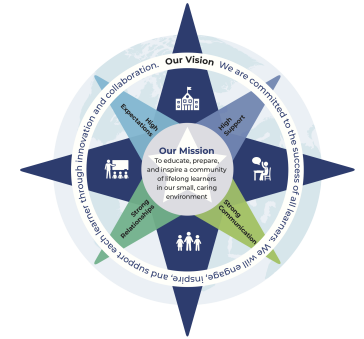 Our Vision We are committed to the success of all learners. We will engage, inspire, and support each learner through innovation and collaboration.
High
Expectations
High
Support
Our Mission
To educate, prepare,
and inspire a community
of lifelong learners
in our small, caring
environment
Strong
Relationships
Strong
Communication